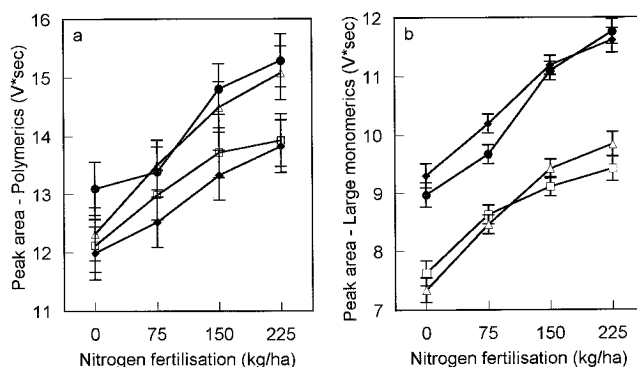 a
Peak area - Polymerics (V*sec)
16
15
14
13
12
11
0 75 150 225
Nitrogen fertilisation (kg/ha)
b
Peak area - Large monomerics (V*sec)
12
11
10
9
8
7
0 75 150 225
Nitrogen fertilisation (kg/ha)